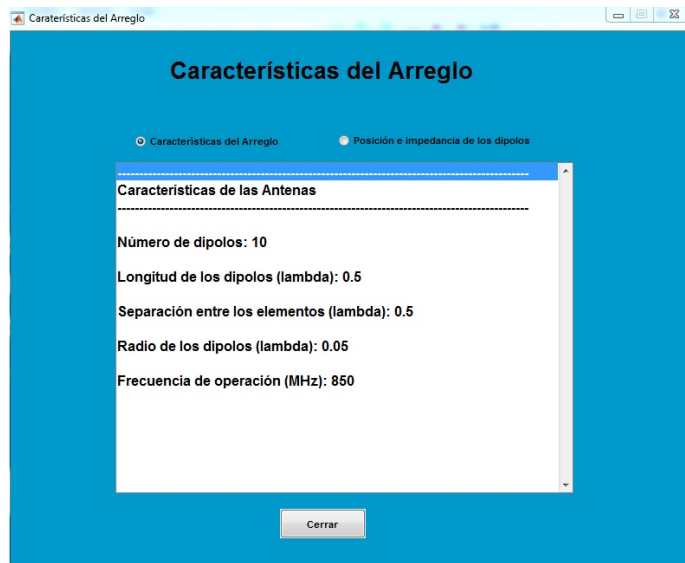 Caraterísticas del Arreglo
Características del Arreglo
Características del Arreglo
Posición e impedancia de los dipolos
--------------------------------------------------------------------------------------------
Características de las Antenas
--------------------------------------------------------------------------------------------
Número de dipolos: 10
Longitud de los dipolos (lambda): 0.5
Separación entre los elementos (lambda): 0.5
Radio de los dipolos (lambda): 0.05
Frecuencia de operación (MHz): 850
Cerrar